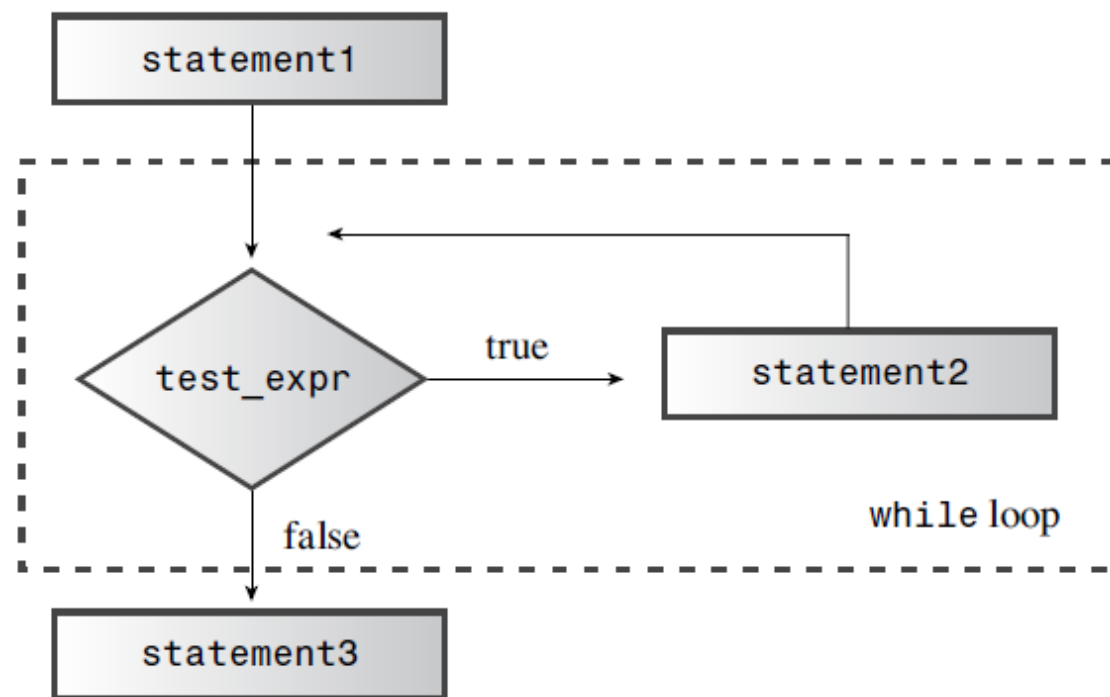 statement1
test_expr
true
statement2
while loop
false
statement3